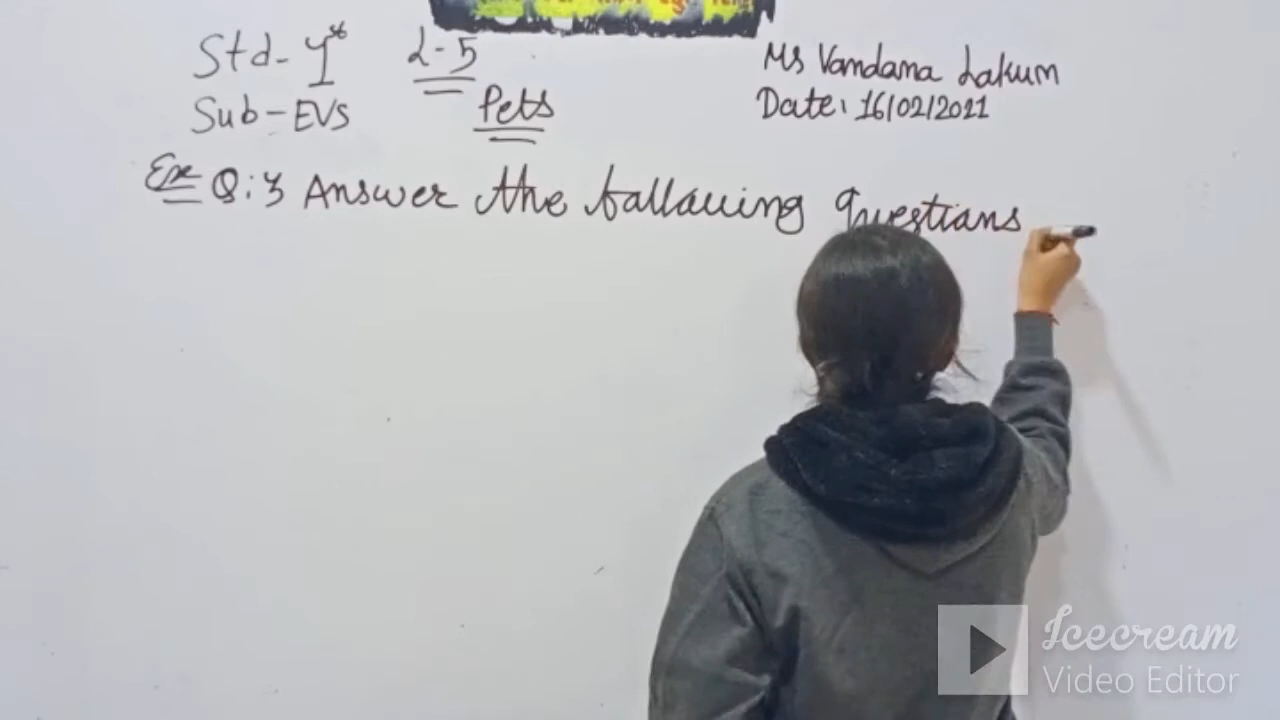 Std - 1st L-5 Ms Vandana Lakum
Sub - EVS Pets Date: 16/02/2021
Ex Q:3 Answer the following questions
Icecream
Video Editor